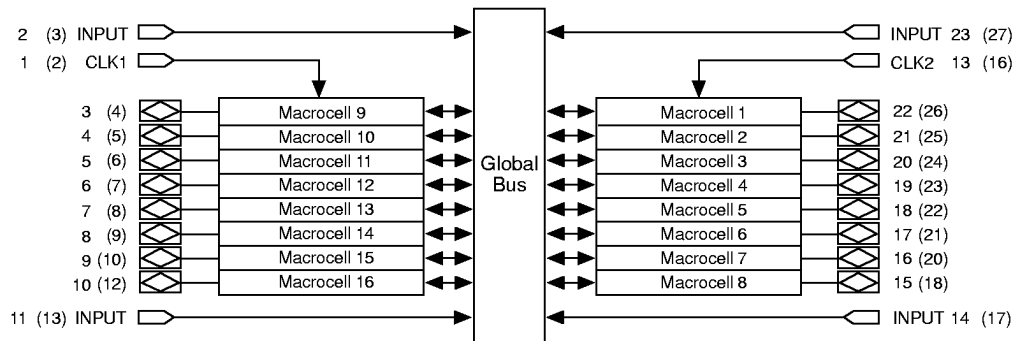 2 (3) INPUT INPUT 23 (27)
1 (2) CLK1 CLK2 13 (16)
3 (4) Macrocell 9 Macrocell 1 22 (26)
4 (5) Macrocell 10 Macrocell 2 21 (25)
5 (6) Macrocell 11 Global Macrocell 3 20 (24)
6 (7) Macrocell 12 Bus Macrocell 4 19 (23)
7 (8) Macrocell 13 Macrocell 5 18 (22)
8 (9) Macrocell 14 Macrocell 6 17 (21)
9 (10) Macrocell 15 Macrocell 7 16 (20)
10 (12) Macrocell 16 Macrocell 8 15 (18)
11 (13) INPUT INPUT 14 (17)